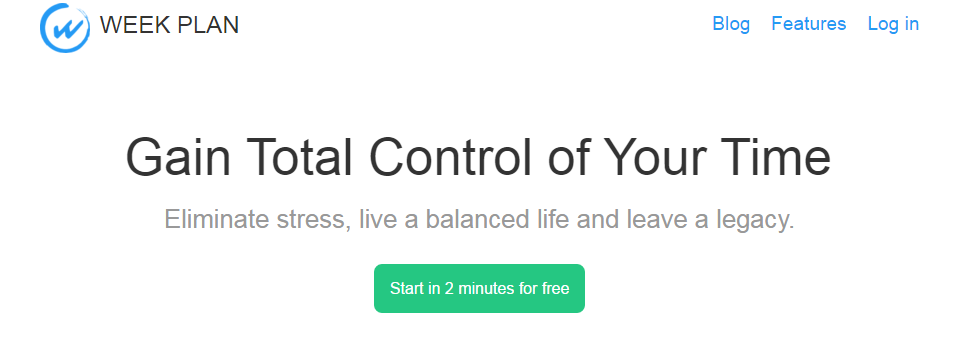 WEEK PLAN
Blog Features Log in
Gain Total Control of Your Time
Eliminate stress, live a balanced life and leave a legacy.
Start in 2 minutes for free